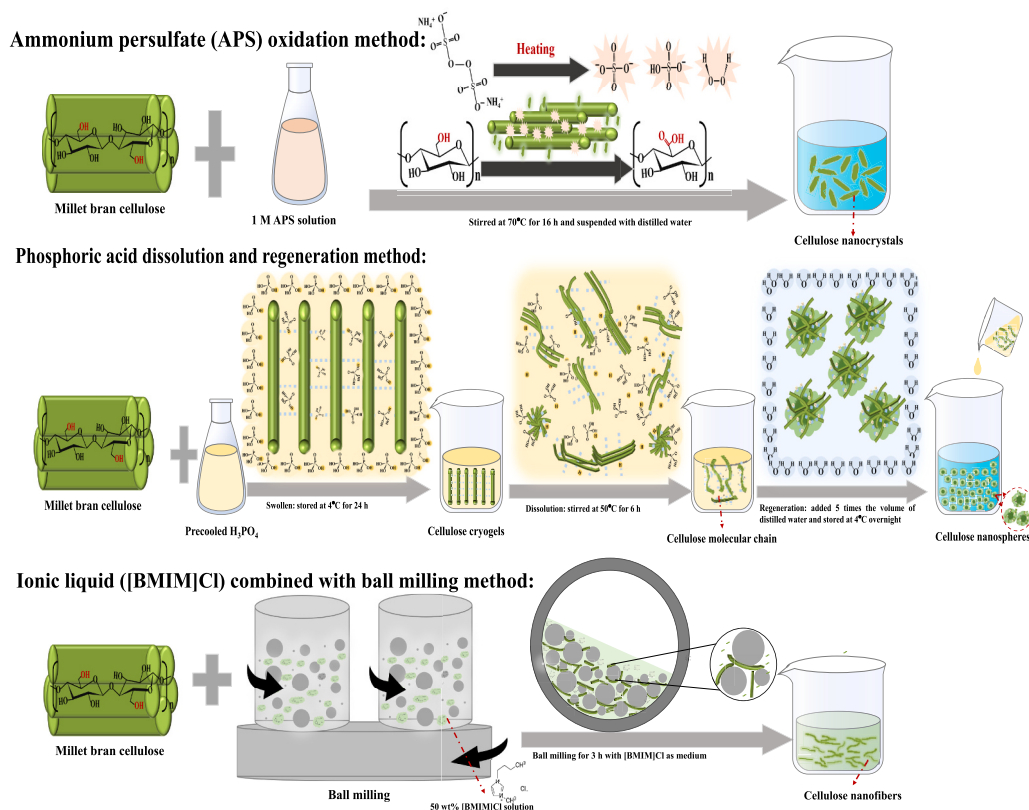 Ammonium persulfate (APS) oxidation method:
Heating
Millet bran cellulose
1 M APS solution
Stirred at 70°C for 16 h and suspended with distilled water
Cellulose nanocrystals
Phosphoric acid dissolution and regeneration method:
Millet bran cellulose
Precooled H₃PO₄
Swollen: stored at 4°C for 24 h
Cellulose cryogels
Dissolution: stirred at 50°C for 6 h
Cellulose molecular chain
Regeneration: added 5 times the volume of
distilled water and stored at 4°C overnight
Cellulose nanospheres
Ionic liquid ([BMIM]Cl) combined with ball milling method:
Millet bran cellulose
Ball milling
50 wt% [BMIM]Cl solution
Ball milling for 3 h with [BMIM]Cl as medium
Cellulose nanofibers